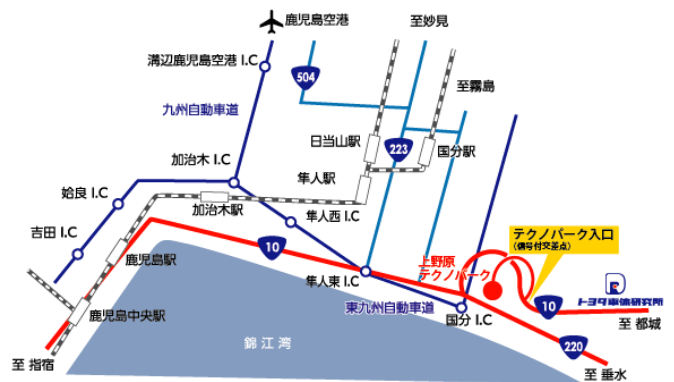 鹿児島空港
至妙見
溝辺鹿児島空港 I.C
504
至霧島
九州自動車道
日当山駅
223
国分駅
加治木 I.C
隼人駅
姶良 I.C
加治木駅
隼人西 I.C
吉田 I.C
テクノパーク入口
(信号付交差点)
10
鹿児島駅
上野原
テクノパーク
隼人東 I.C
トヨタ車体研究所
東九州自動車道
10
鹿児島中央駅
国分 I.C
至 都城
錦江湾
220
至 指宿
至 垂水